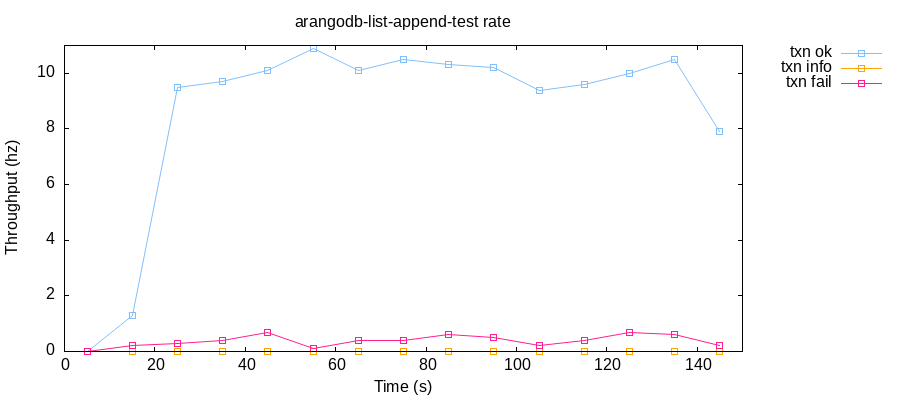 arangodb-list-append-test rate
txn ok
txn info
txn fail
Throughput (hz)
10
8
6
4
2
0
0 20 40 60 80 100 120 140
Time (s)